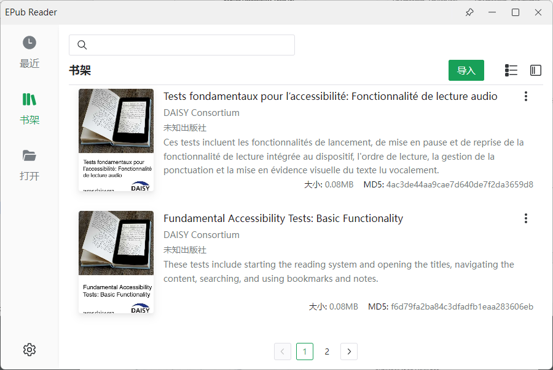 EPub Reader
最近
书架
打开
书架
导入
Tests fondamentaux pour l'accessibilité: Fonctionnalité de lecture audio
DAISY Consortium
未知出版社
Ces tests incluent les fonctionnalités de lancement, de mise en pause et de reprise de la
fonctionnalité de lecture intégrée au dispositif, l'ordre de lecture, la gestion de la
ponctuation et la mise en évidence visuelle du texte lu vocalement.
大小: 0.08MB MD5: 4ac3de44aa9cae7d640de7f2da3659d8
Tests fondamentaux pour
l'accessibilité: Fonctionnalité
de lecture audio
DAISY
Fundamental Accessibility Tests: Basic Functionality
DAISY Consortium
未知出版社
These tests include starting the reading system and opening the titles, navigating the
content, searching, and using bookmarks and notes.
大小: 0.08MB MD5: f6d79fa2ba84c3dfadfb1eaa283606eb
Fundamental Accessibility
Tests: Basic Functionality
DAISY
1 2